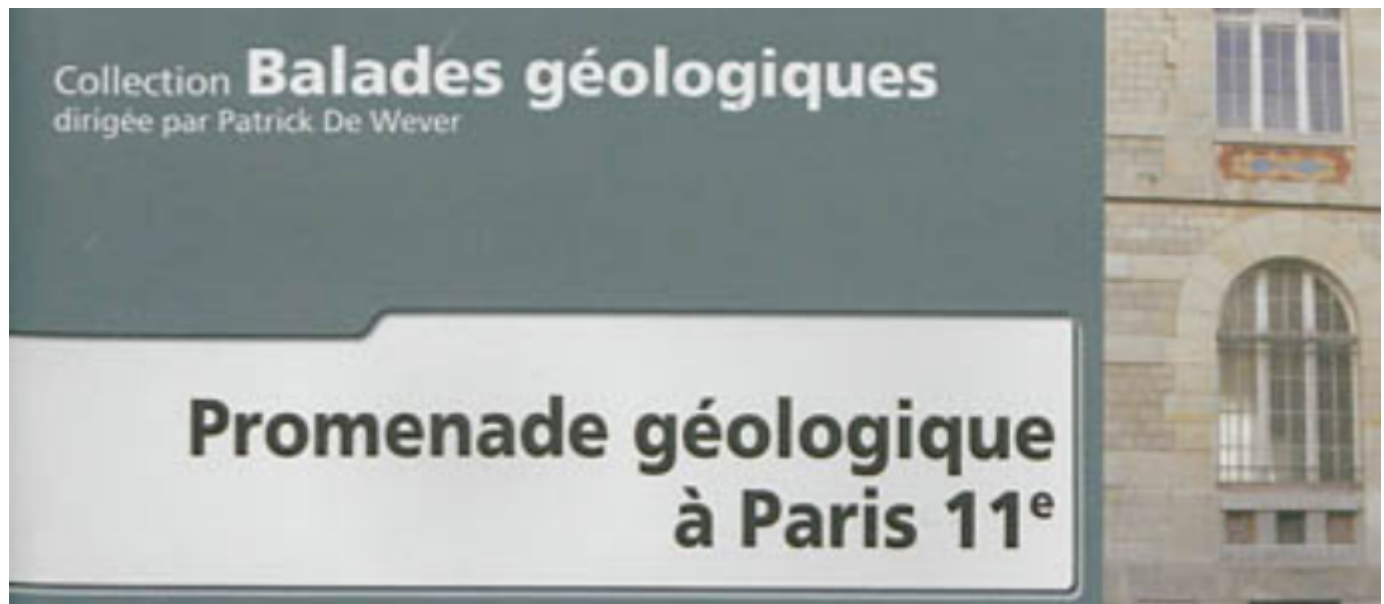 Collection Balades géologiques
dirigée par Patrick De Wever
Promenade géologique
à Paris 11e